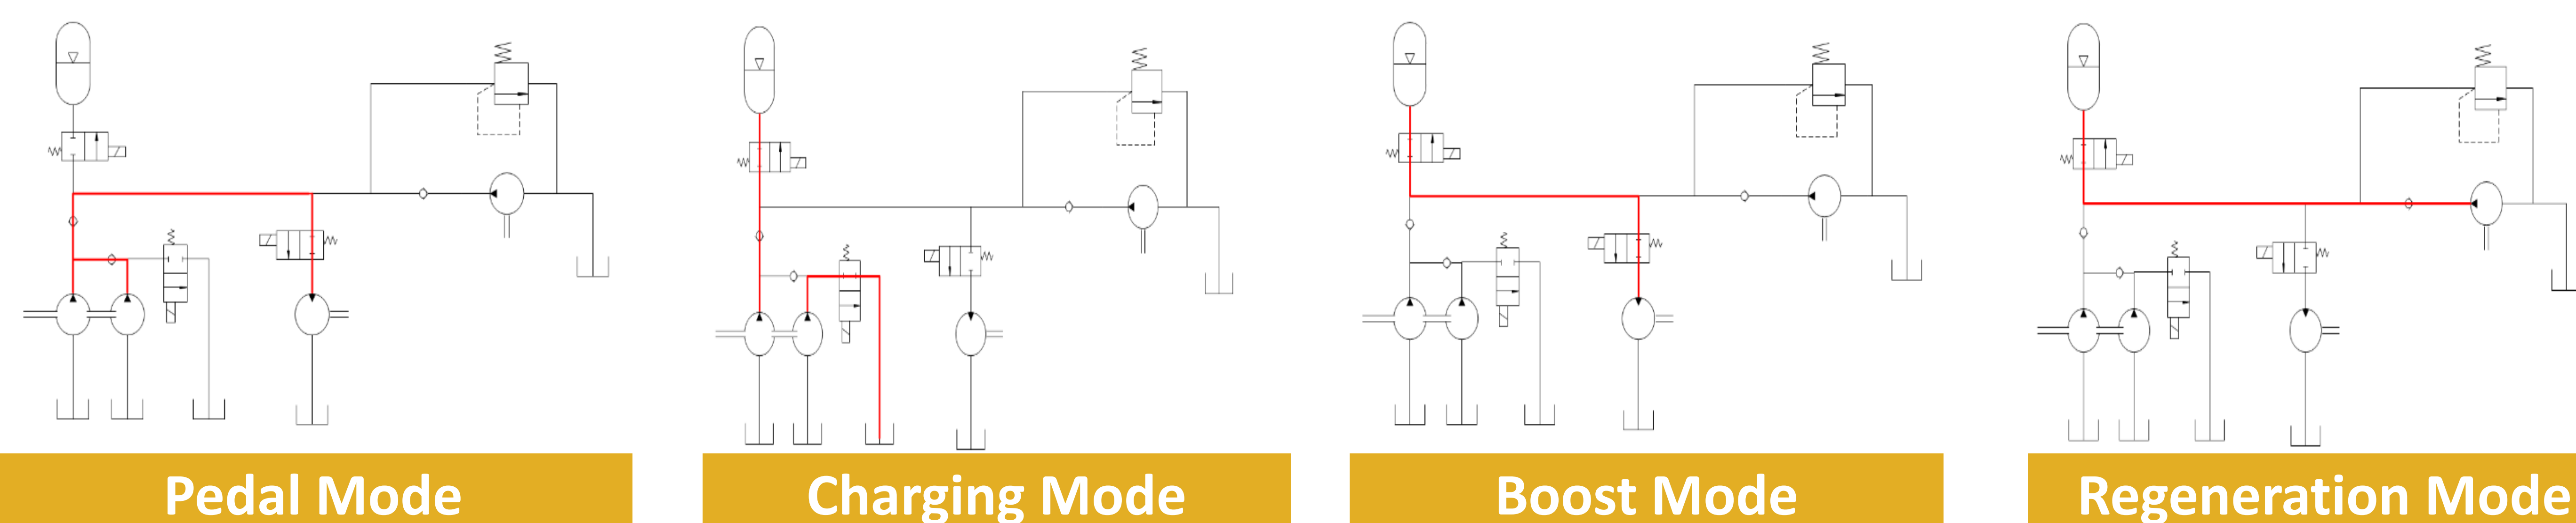 Pedal Mode
Charging Mode
Boost Mode
Regeneration Mode